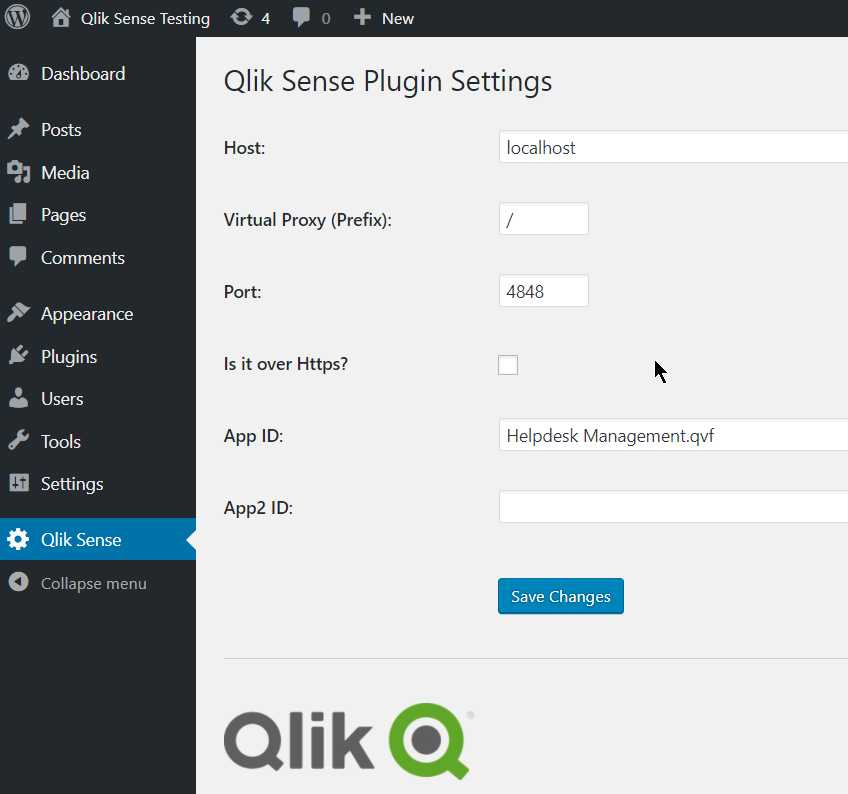 Qlik Sense Testing 4 0 New
Dashboard
Posts
Media
Pages
Comments
Appearance
Plugins
Users
Tools
Settings
Qlik Sense
Collapse menu
Qlik Sense Plugin Settings
Host: localhost
Virtual Proxy (Prefix): /
Port: 4848
Is it over Https?
App ID: Helpdesk Management.qvf
App2 ID:
Save Changes
Qlik ®